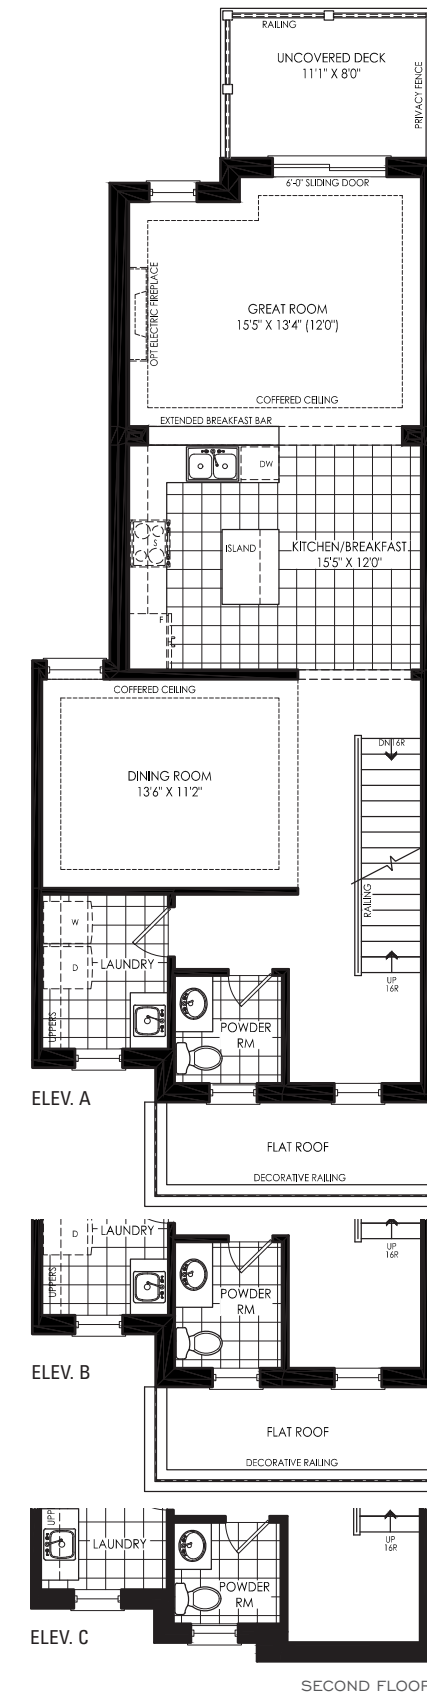 RAILING
UNCOVERED DECK
11'1" X 8'0"
PRIVACY FENCE
6'-0" SLIDING DOOR
OPT ELECTRIC FIREPLACE
GREAT ROOM
15'5" X 13'4" (12'0")
COFFERED CEILING
EXTENDED BREAKFAST BAR
DW
S
ISLAND
KITCHEN/BREAKFAST
15'5" X 12'0"
F
COFFERED CEILING
DINING ROOM
13'6" X 11'2"
DN 16R
RAILING
UP
16R
W
D
LAUNDRY
UPPERS
POWDER
RM
ELEV. A
FLAT ROOF
DECORATIVE RAILING
D
LAUNDRY
UPPERS
POWDER
RM
UP
16R
ELEV. B
FLAT ROOF
DECORATIVE RAILING
UPP
LAUNDRY
POWDER
RM
UP
16R
ELEV. C
SECOND FLOOR